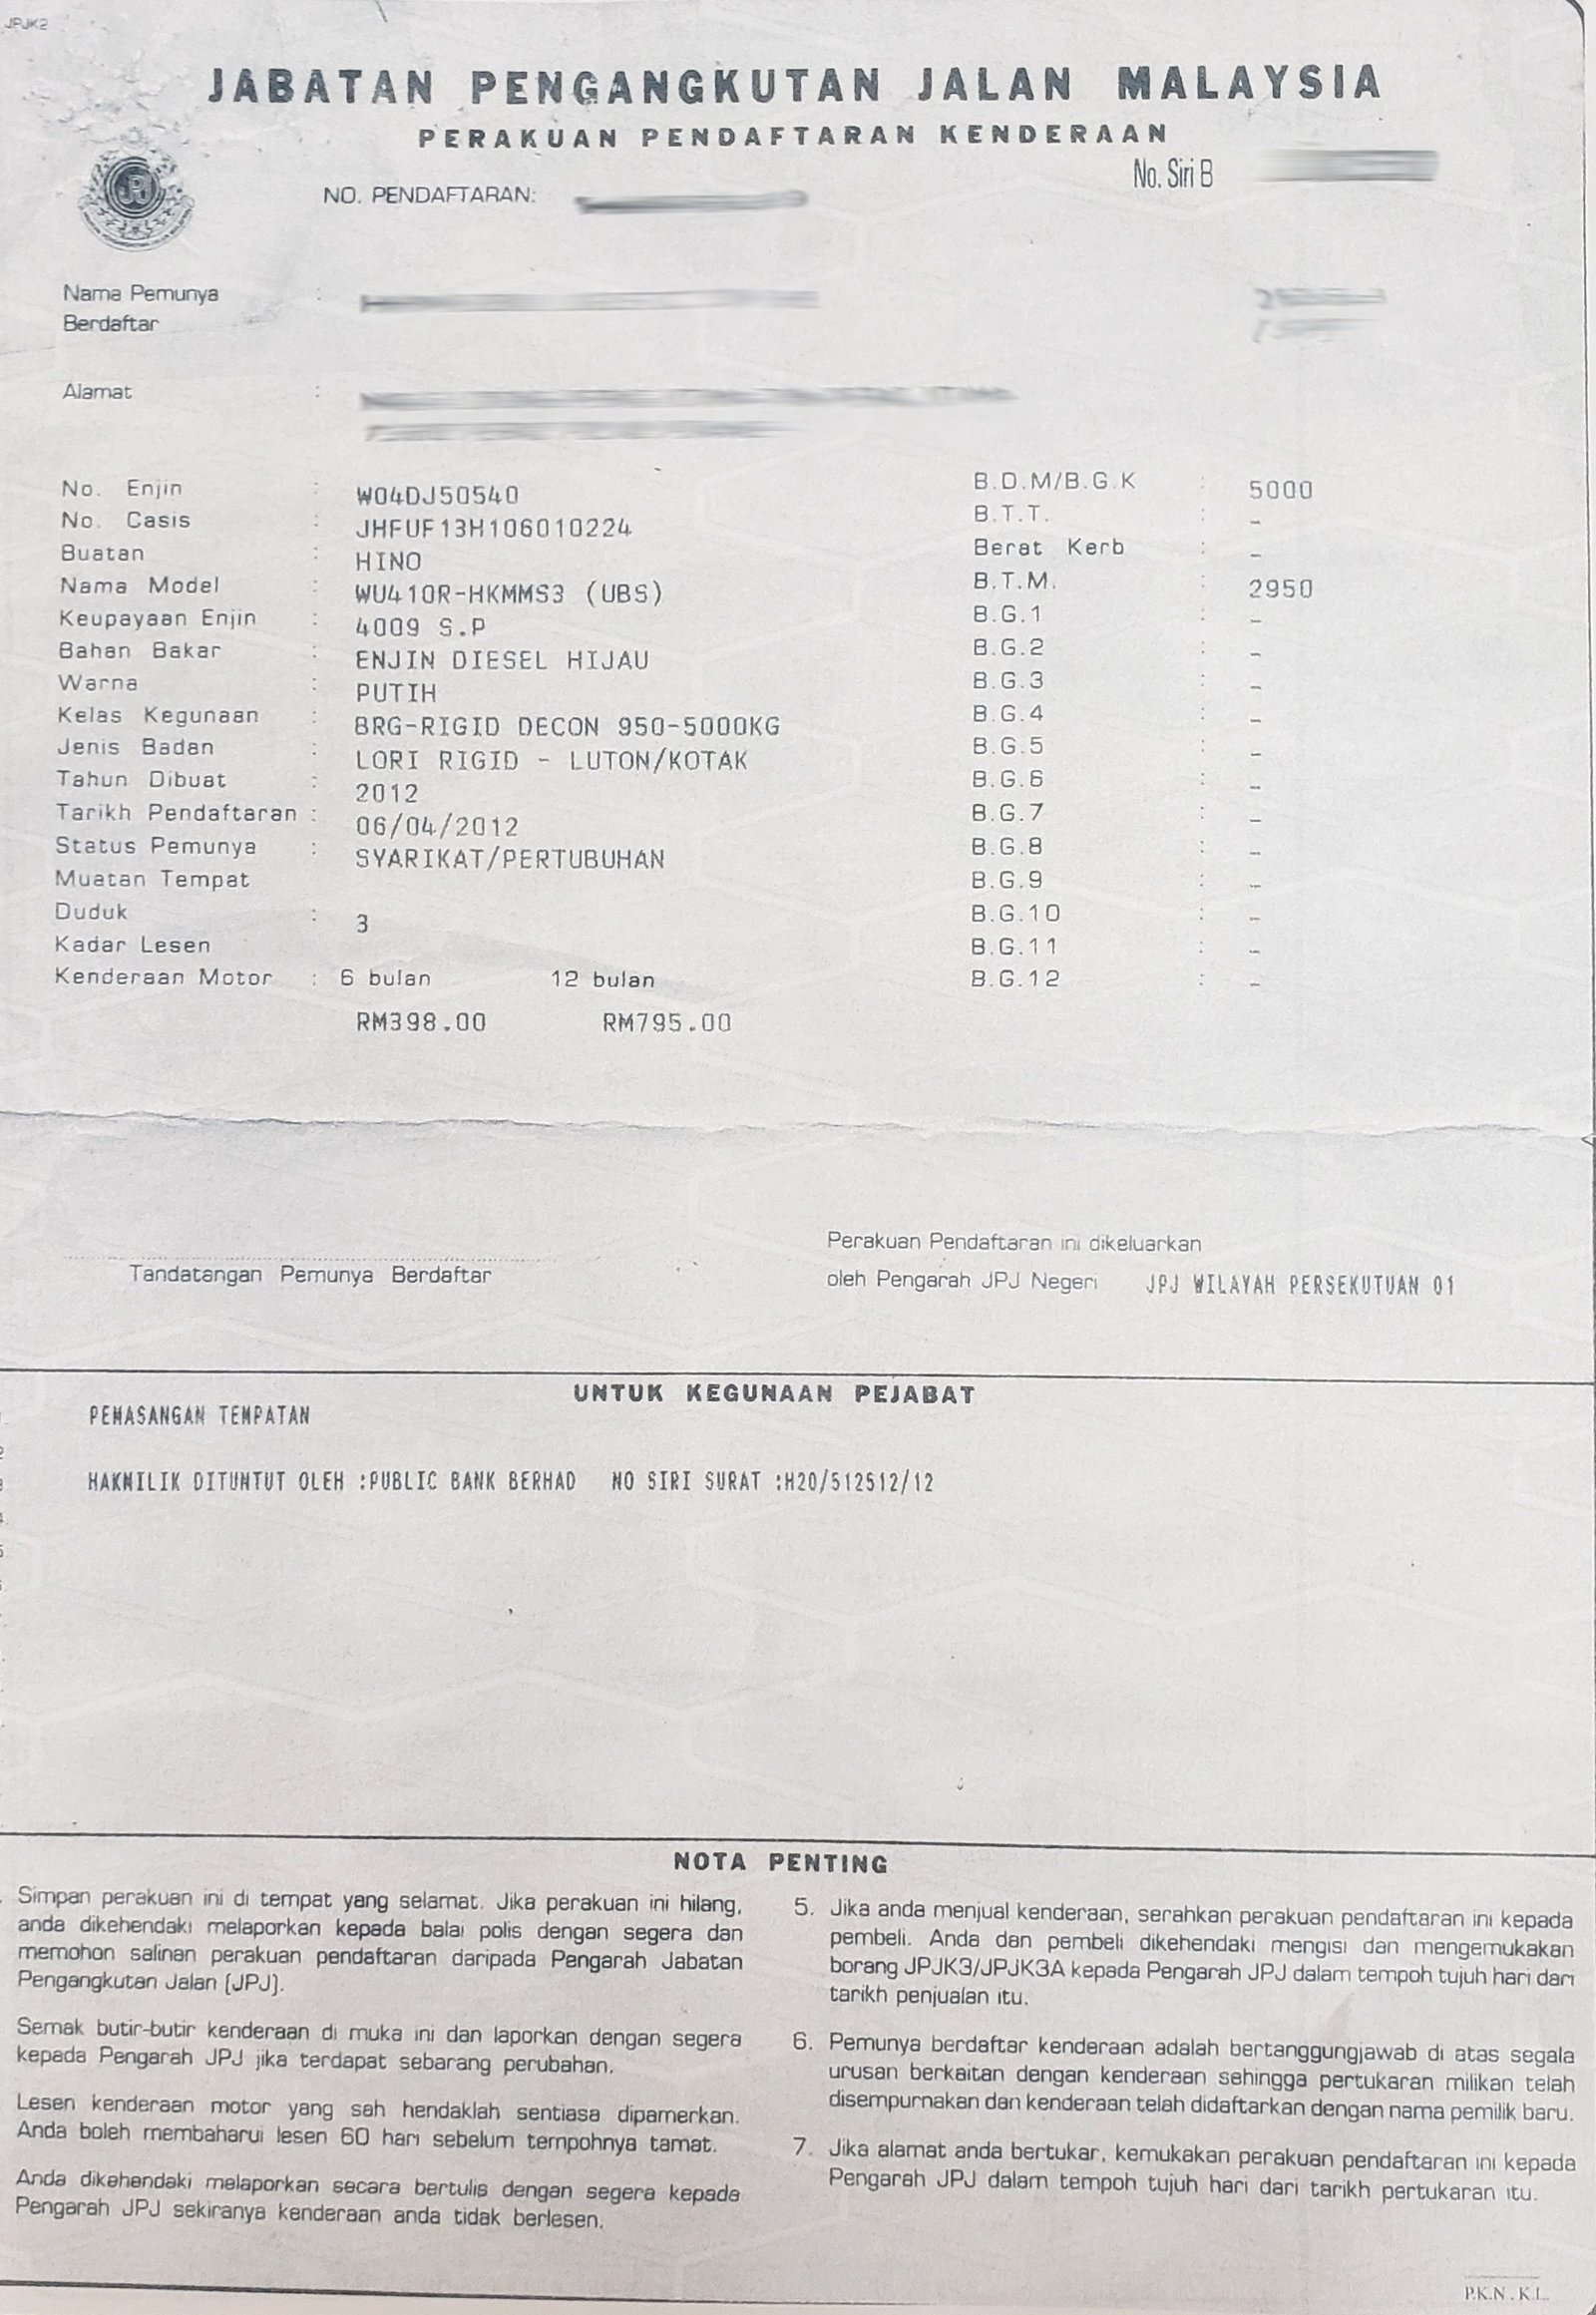 JPJK2
JABATAN PENGANGKUTAN JALAN MALAYSIA
PERAKUAN PENDAFTARAN KENDERAAN
No. Siri B
NO. PENDAFTARAN:
Nama Pemunya :
Berdaftar
Alamat :
No. Enjin : W04DJ50540
No. Casis : JHFUF13H106010224
Buatan : HINO
Nama Model : WU410R-HKMMS3 (UBS)
Keupayaan Enjin : 4009 S.P
Bahan Bakar : ENJIN DIESEL HIJAU
Warna : PUTIH
Kelas Kegunaan : BRG-RIGID DECON 950-5000KG
Jenis Badan : LORI RIGID - LUTON/KOTAK
Tahun Dibuat : 2012
Tarikh Pendaftaran : 06/04/2012
Status Pemunya : SYARIKAT/PERTUBUHAN
Muatan Tempat
Duduk : 3
Kadar Lesen
Kenderaan Motor : 6 bulan 12 bulan
RM398.00 RM795.00
B.D.M/B.G.K : 5000
B.T.T. : -
Berat Kerb : -
B.T.M. : 2950
B.G.1 : -
B.G.2 : -
B.G.3 : -
B.G.4 : -
B.G.5 : -
B.G.6 : -
B.G.7 : -
B.G.8 : -
B.G.9 : -
B.G.10 : -
B.G.11 : -
B.G.12 : -
Tandatangan Pemunya Berdaftar
Perakuan Pendaftaran ini dikeluarkan
oleh Pengarah JPJ Negeri JPJ WILAYAH PERSEKUTUAN 01
UNTUK KEGUNAAN PEJABAT
PEMASANGAN TEMPATAN
HAKMILIK DITUNTUT OLEH :PUBLIC BANK BERHAD NO SIRI SURAT :H20/512512/12
NOTA PENTING
Simpan perakuan ini di tempat yang selamat. Jika perakuan ini hilang,
anda dikehendaki melaporkan kepada balai polis dengan segera dan
memohon salinan perakuan pendaftaran daripada Pengarah Jabatan
Pengangkutan Jalan (JPJ).
Semak butir-butir kenderaan di muka ini dan laporkan dengan segera
kepada Pengarah JPJ jika terdapat sebarang perubahan.
Lesen kenderaan motor yang sah hendaklah sentiasa dipamerkan.
Anda boleh membaharui lesen 60 hari sebelum tempohnya tamat.
Anda dikehendaki melaporkan secara bertulis dengan segera kepada
Pengarah JPJ sekiranya kenderaan anda tidak berlesen.
5. Jika anda menjual kenderaan, serahkan perakuan pendaftaran ini kepada
pembeli. Anda dan pembeli dikehendaki mengisi dan mengemukakan
borang JPJK3/JPJK3A kepada Pengarah JPJ dalam tempoh tujuh hari dari
tarikh penjualan itu.
6. Pemunya berdaftar kenderaan adalah bertanggungjawab di atas segala
urusan berkaitan dengan kenderaan sehingga pertukaran milikan telah
disempurnakan dan kenderaan telah didaftarkan dengan nama pemilik baru.
7. Jika alamat anda bertukar, kemukakan perakuan pendaftaran ini kepada
Pengarah JPJ dalam tempoh tujuh hari dari tarikh pertukaran itu.
P.K.N. K.L.